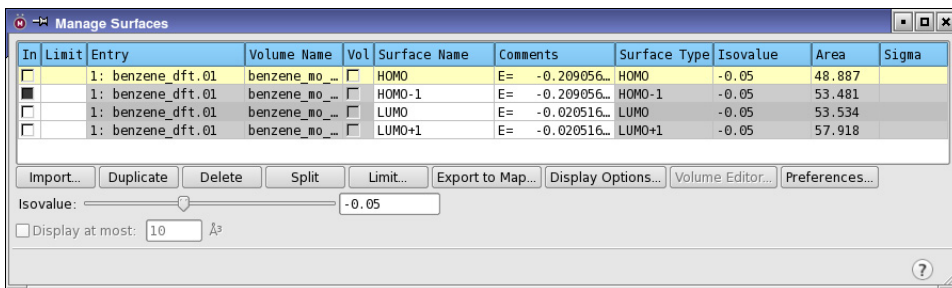 Manage Surfaces
In Limit Entry Volume Name Vol Surface Name Comments Surface Type Isovalue Area Sigma
1: benzene_dft.01 benzene_mo_… HOMO E= -0.209056… HOMO -0.05 48.887
1: benzene_dft.01 benzene_mo_… HOMO-1 E= -0.209056… HOMO-1 -0.05 53.481
1: benzene_dft.01 benzene_mo_… LUMO E= -0.020516… LUMO -0.05 53.534
1: benzene_dft.01 benzene_mo_… LUMO+1 E= -0.020516… LUMO+1 -0.05 57.918
Import... Duplicate Delete Split Limit... Export to Map... Display Options... Volume Editor... Preferences...
Isovalue: -0.05
Display at most: 10 Å³
?